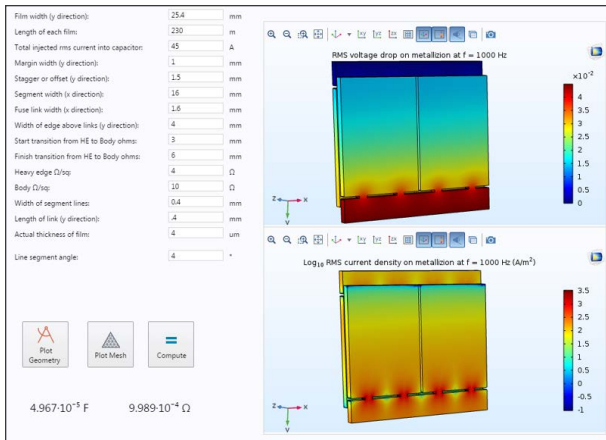 Film width (y direction): 25.4 mm
Length of each film: 230 m
Total injected rms current into capacitor: 45 A
Margin width (y direction): 1 mm
Stagger or offset (y direction): 1.5 mm
Segment width (x direction): 16 mm
Fuse link width (x direction): 1.6 mm
Width of edge above links (y direction): 4 mm
Start transition from HE to Body ohms: 3 mm
Finish transition from HE to Body ohms: 6 mm
Heavy edge Ω/sq: 4 Ω
Body Ω/sq: 10 Ω
Width of segment lines: 0.4 mm
Length of link (y direction): .4 mm
Actual thickness of film: 4 um
Line segment angle: 4 °
Plot
Geometry
Plot Mesh
=
Compute
4.967·10⁻⁵ F 9.989·10⁻⁴ Ω
xy yz zx
RMS voltage drop on metallizion at f = 1000 Hz
×10⁻²
4
3.5
3
2.5
2
1.5
1
0.5
0
z x
y
xy yz zx
Log₁₀ RMS current density on metallizion at f = 1000 Hz (A/m²)
3.5
3
2.5
2
1.5
1
0.5
0
-0.5
-1
z x
y